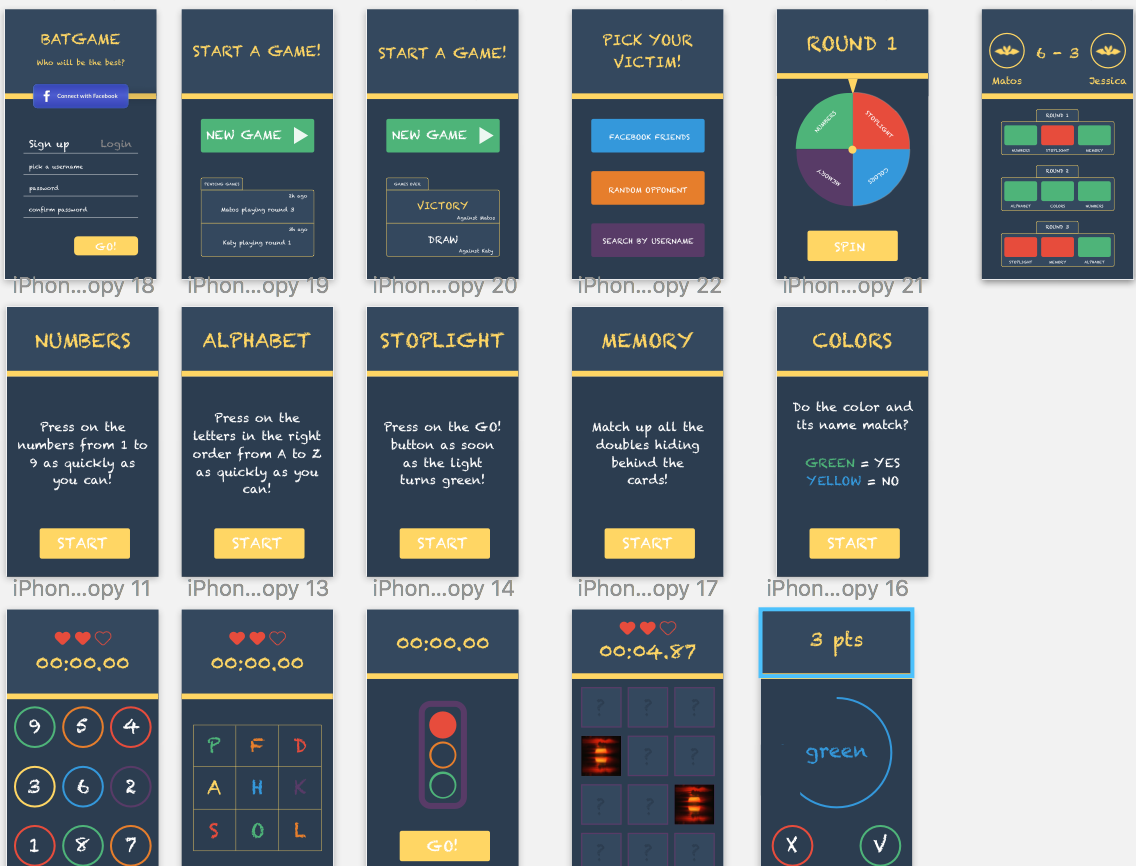 BATGAME
Who will be the best?
f Connect with Facebook
Sign up Login
pick a username
password
confirm password
GO!
iPhon...opy 18
START A GAME!
NEW GAME
PENDING GAMES
2h ago
Matos playing round 3
3h ago
Katy playing round 1
iPhon...opy 19
START A GAME!
NEW GAME
GAMES OVER
VICTORY
Against Matos
DRAW
Against Katy
iPhon...opy 20
PICK YOUR
VICTIM!
FACEBOOK FRIENDS
RANDOM OPPONENT
SEARCH BY USERNAME
iPhon...opy 22
ROUND 1
NUMBERS
STOPLIGHT
MEMORY
COLORS
SPIN
iPhon...opy 21
6 - 3
Matos Jessica
ROUND 1
NUMBERS STOPLIGHT MEMORY
ROUND 2
ALPHABET COLORS NUMBERS
ROUND 3
STOPLIGHT MEMORY ALPHABET
NUMBERS
Press on the
numbers from 1 to
9 as quickly as
you can!
START
iPhon...opy 11
ALPHABET
Press on the
letters in the right
order from A to Z
as quickly as you
can!
START
iPhon...opy 13
STOPLIGHT
Press on the GO!
button as soon
as the light
turns green!
START
iPhon...opy 14
MEMORY
Match up all the
doubles hiding
behind the
cards!
START
iPhon...opy 17
COLORS
Do the color and
its name match?
GREEN = YES
YELLOW = NO
START
iPhon...opy 16
00:00.00
9 5 4
3 6 2
1 8 7
00:00.00
P F D
A H K
S O L
00:00.00
GO!
00:04.87
? ? ?
? ?
? ?
? ? ?
3 pts
green
X V